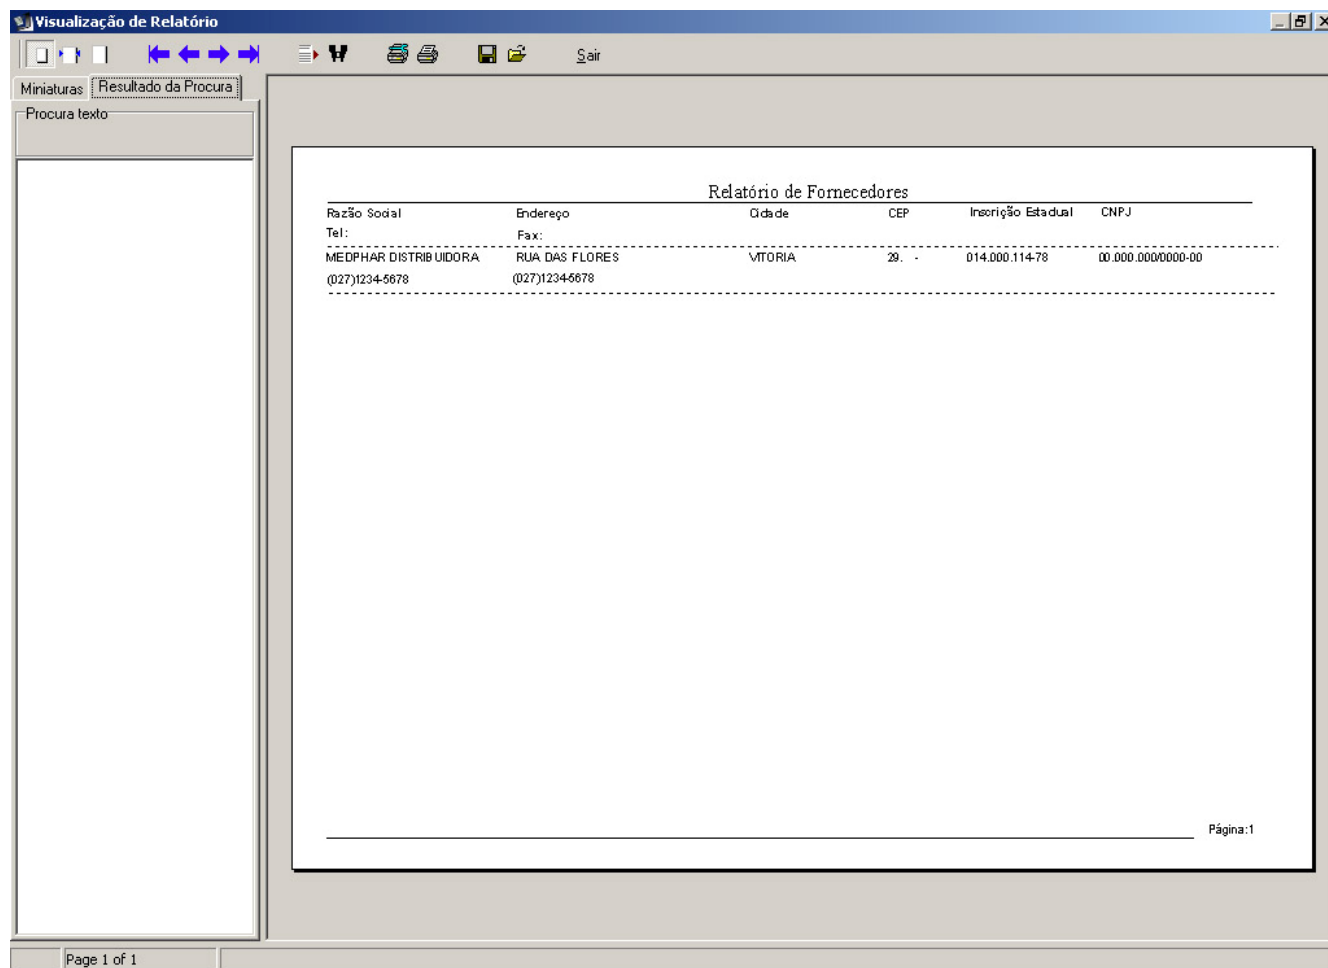 Visualização de Relatório
Sair
Miniaturas Resultado da Procura
Procura texto
Relatório de Fornecedores
Razão Social Endereço Cidade CEP Inscrição Estadual CNPJ
Tel: Fax:
MEDPHAR DISTRIBUIDORA RUA DAS FLORES VITORIA 29. - 014.000.114-78 00.000.000/0000-00
(027)1234-5678 (027)1234-5678
Página:1
Page 1 of 1